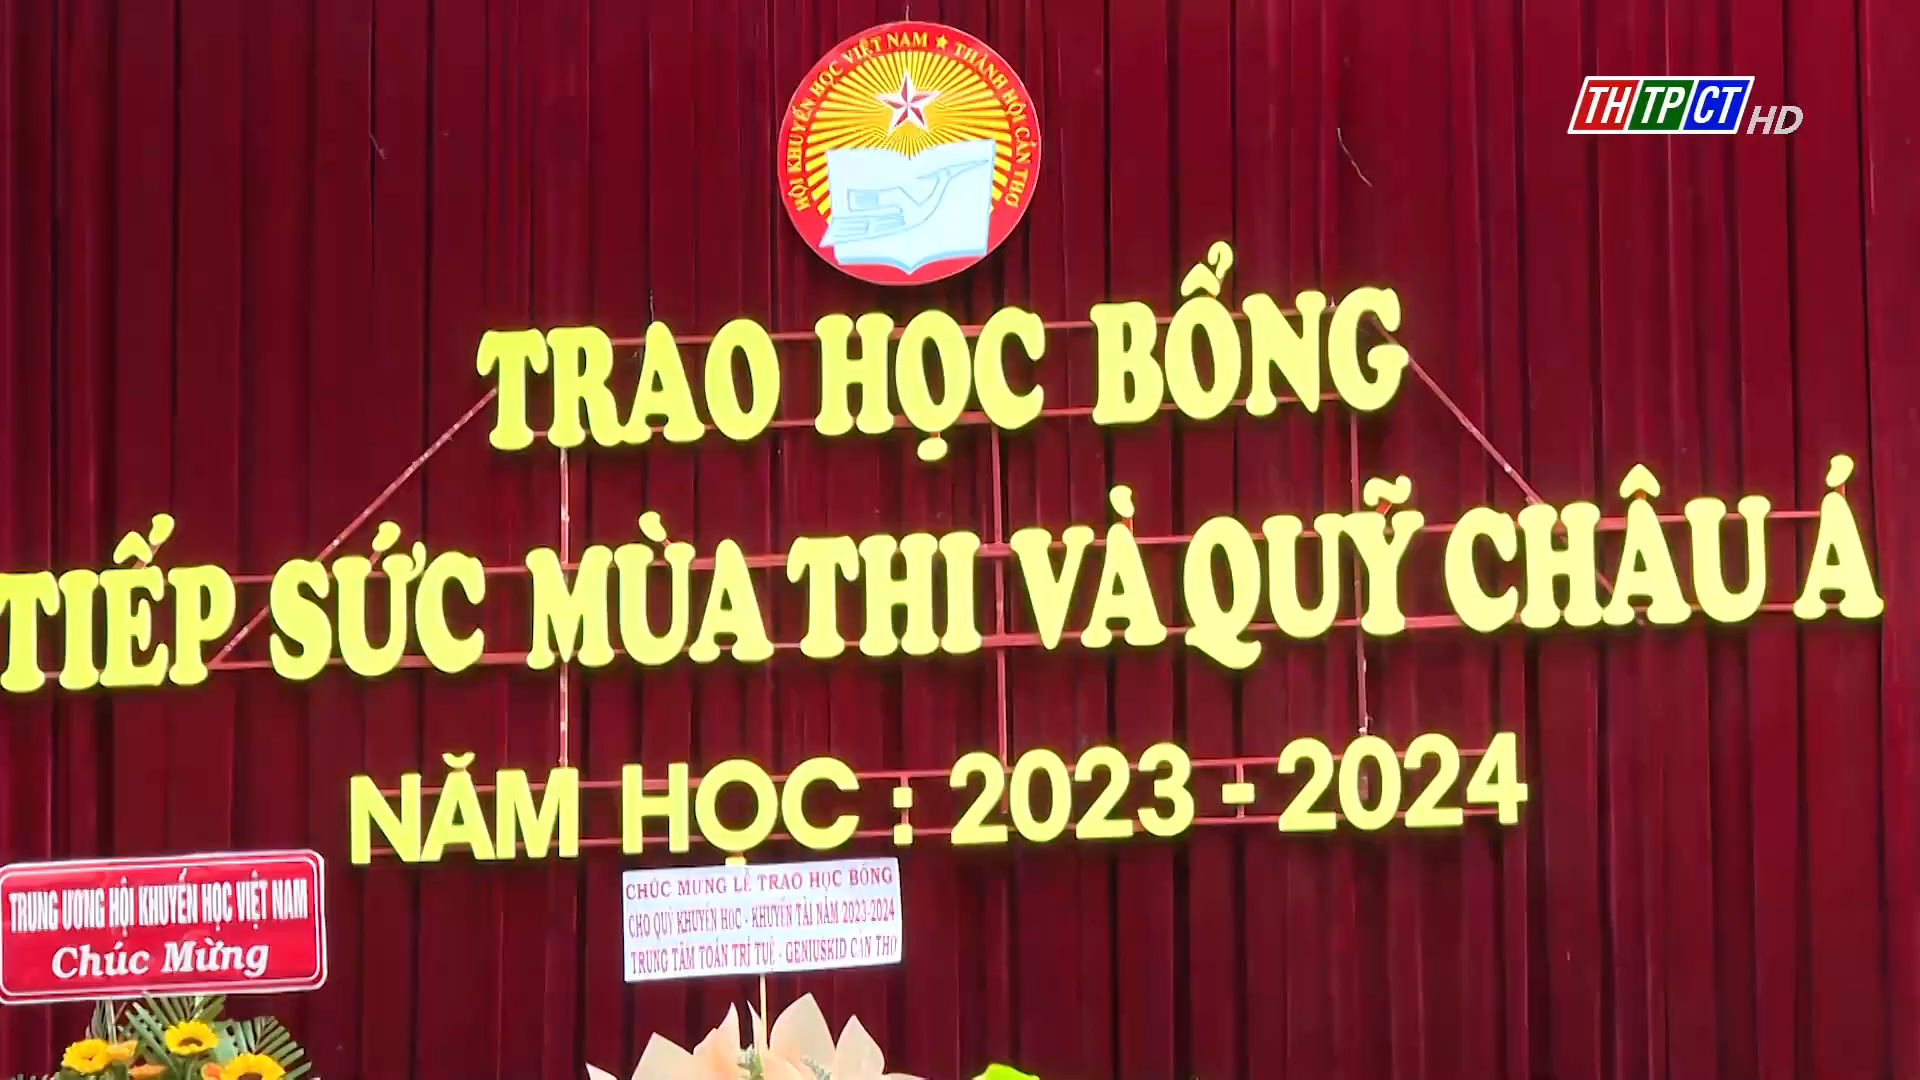 HỘI KHUYẾN HỌC VIỆT NAM ★ THÀNH HỘI CẦN THƠ
THTPCT HD
TRAO HỌC BỔNG
TIẾP SỨC MÙA THI VÀ QUỸ CHÂU Á
NĂM HỌC : 2023 - 2024
TRUNG ƯƠNG HỘI KHUYẾN HỌC VIỆT NAM
Chúc Mừng
CHÚC MỪNG LỄ TRAO HỌC BỔNG
CHO QUỸ KHUYẾN HỌC - KHUYẾN TÀI NĂM 2023-2024
TRUNG TÂM TOÁN TRÍ TUỆ - GENIUSKID CẦN THƠ